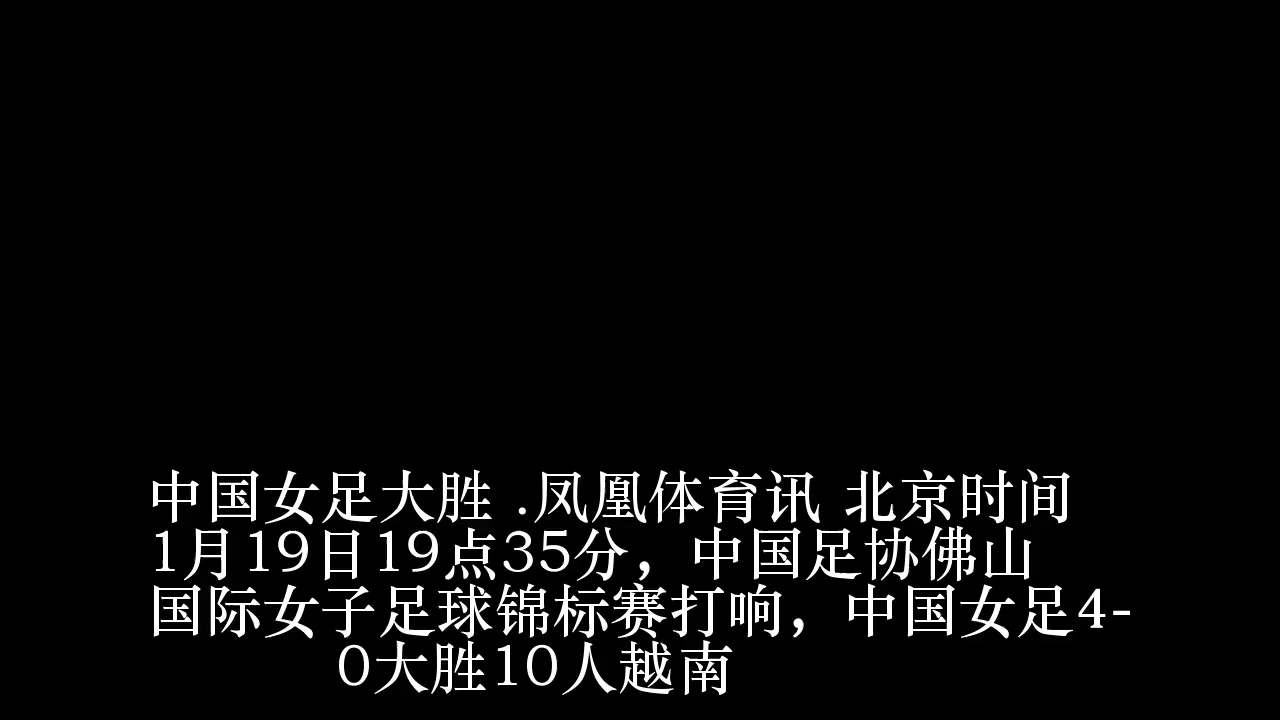 中国女足大胜 .凤凰体育讯 北京时间
1月19日19点35分，中国足协佛山
国际女子足球锦标赛打响，中国女足4-
0大胜10人越南